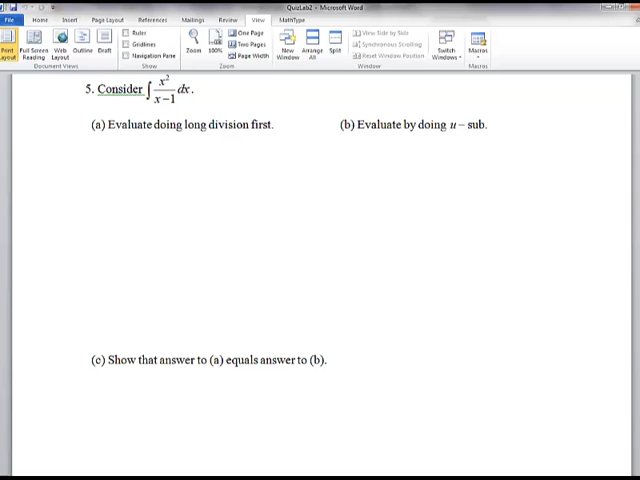 QuizLab2 - Microsoft Word
File Home Insert Page Layout References Mailings Review View MathType
Print Layout Full Screen Reading Web Layout Outline Draft
Ruler
Gridlines
Navigation Pane
Zoom 100%
One Page
Two Pages
Page Width
New Window Arrange All Split
View Side by Side
Synchronous Scrolling
Reset Window Position
Switch Windows Macros
Document Views Show Zoom Window Macros
5. Consider ∫ x²/(x−1) dx.
(a) Evaluate doing long division first. (b) Evaluate by doing u – sub.
(c) Show that answer to (a) equals answer to (b).